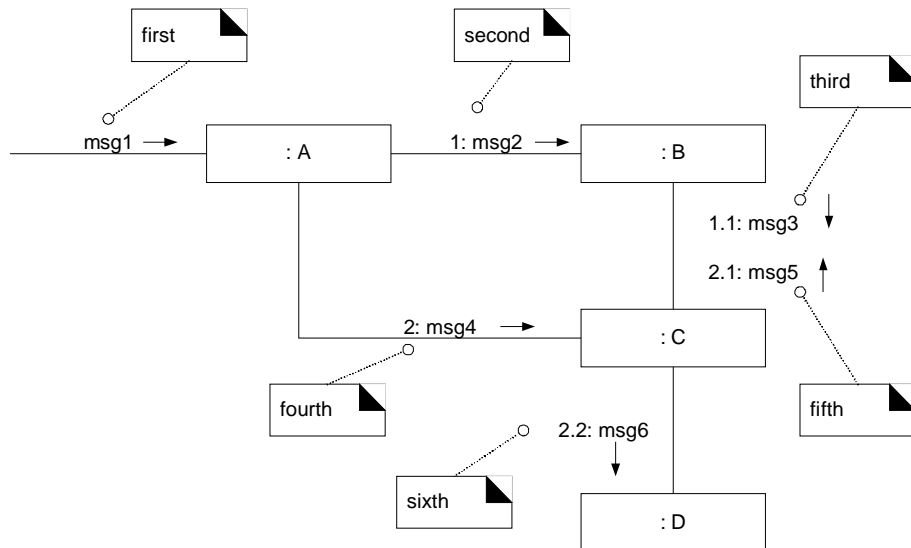 first
second
third
msg1
: A
1: msg2
: B
1.1: msg3
2.1: msg5
2: msg4
: C
fourth
fifth
2.2: msg6
sixth
: D